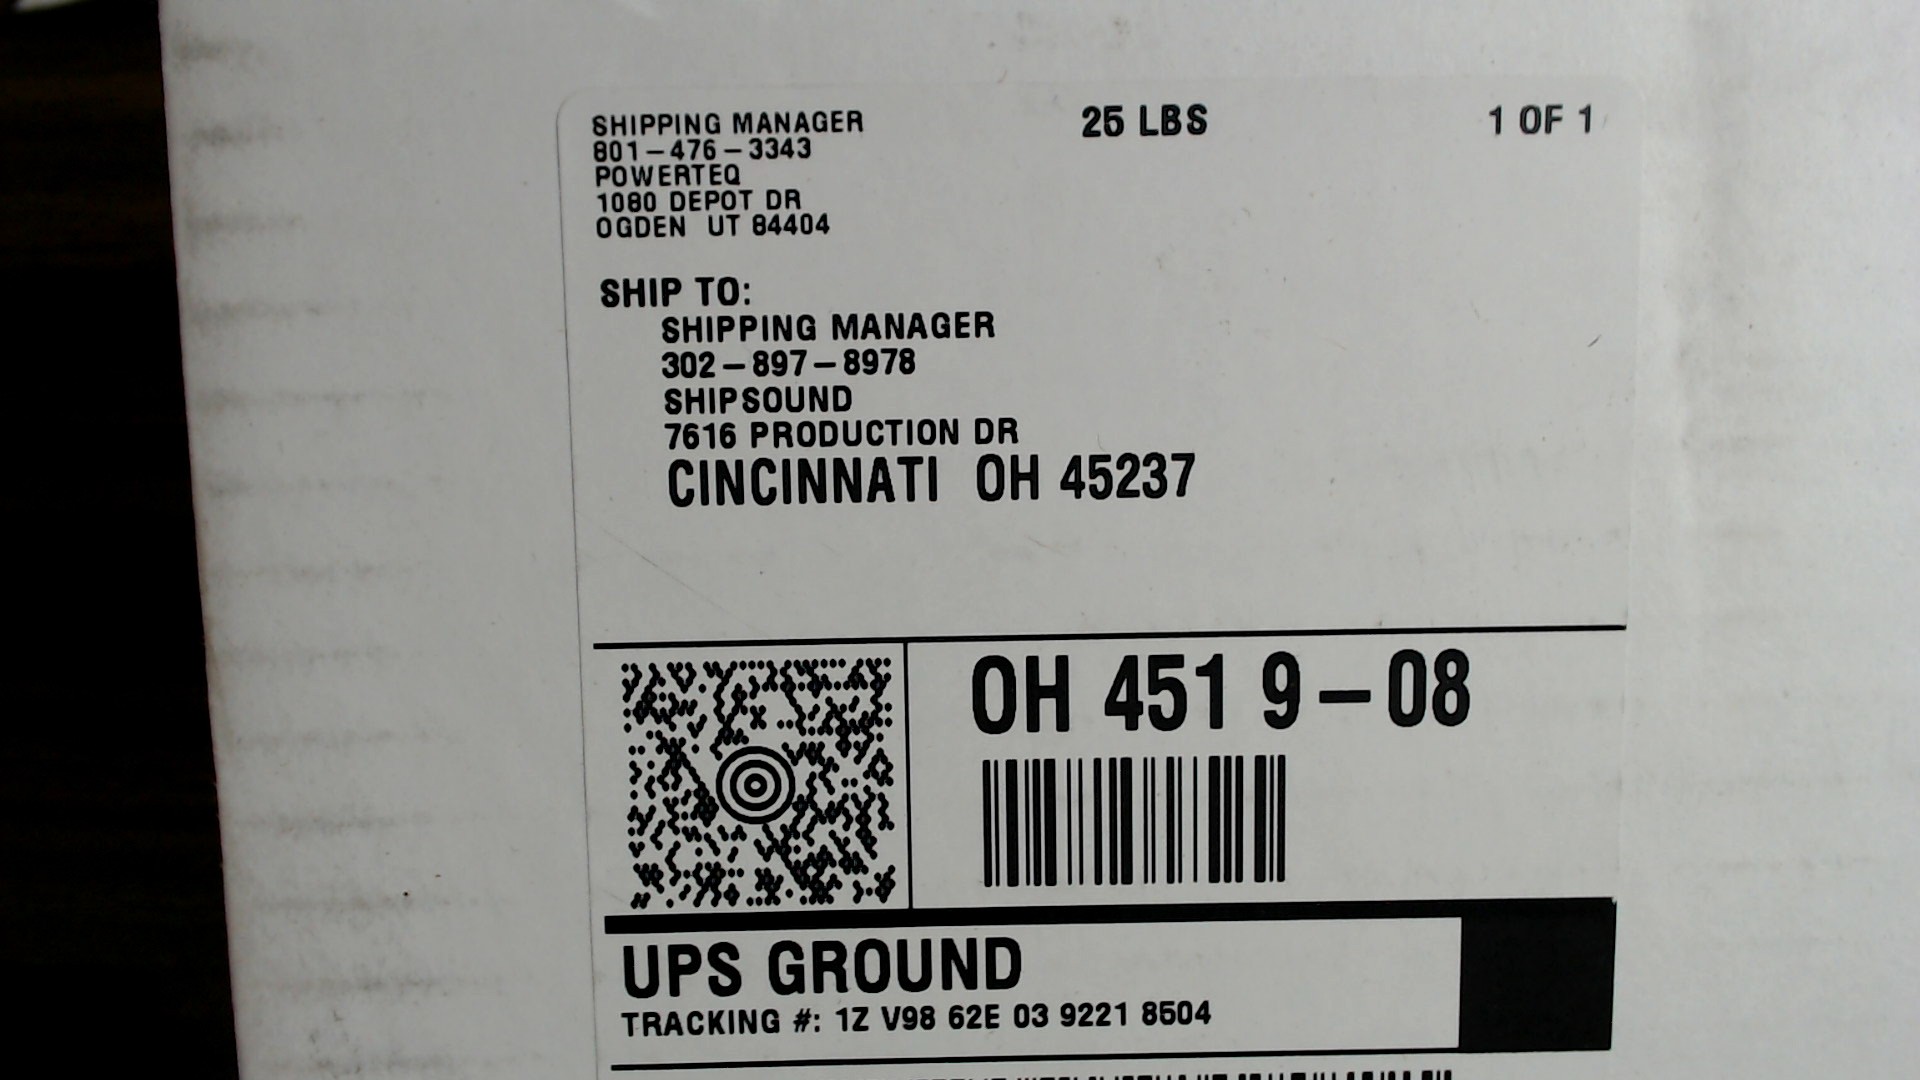 SHIPPING MANAGER
801-476-3343
POWERTEQ
1080 DEPOT DR
OGDEN UT 84404
25 LBS
1 OF 1
SHIP TO:
SHIPPING MANAGER
302-897-8978
SHIPSOUND
7616 PRODUCTION DR
CINCINNATI OH 45237
OH 451 9-08
UPS GROUND
TRACKING #: 1Z V98 62E 03 9221 8504